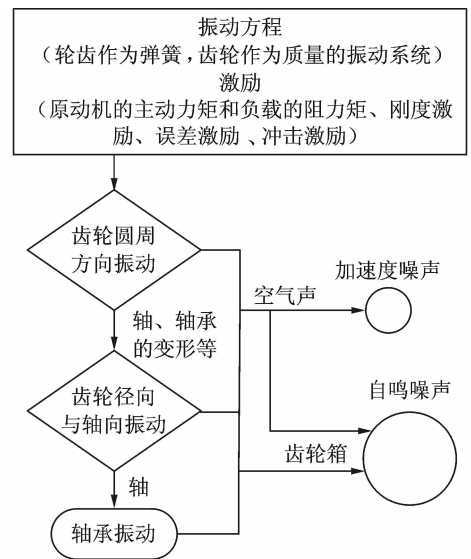 振动方程
（轮齿作为弹簧，齿轮作为质量的振动系统）
激励
（原动机的主动力矩和负载的阻力矩、刚度激
励、误差激励、冲击激励）
齿轮圆周
方向振动
加速度噪声
空气声
轴、轴承
的变形等
自鸣噪声
齿轮径向
与轴向振动
齿轮箱
轴
轴承振动